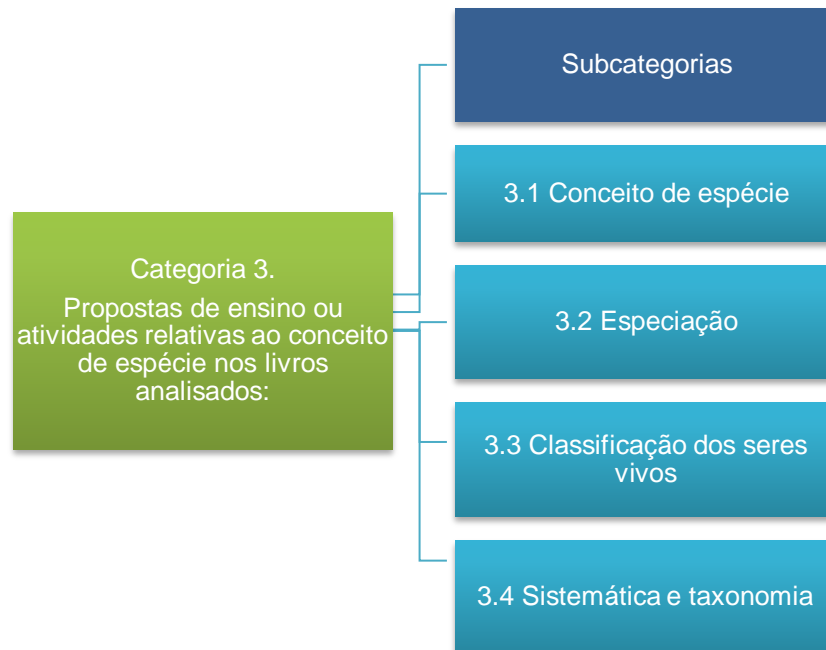 Subcategorias
3.1 Conceito de espécie
Categoria 3.
Propostas de ensino ou
atividades relativas ao conceito
de espécie nos livros
analisados:
3.2 Especiação
3.3 Classificação dos seres
vivos
3.4 Sistemática e taxonomia